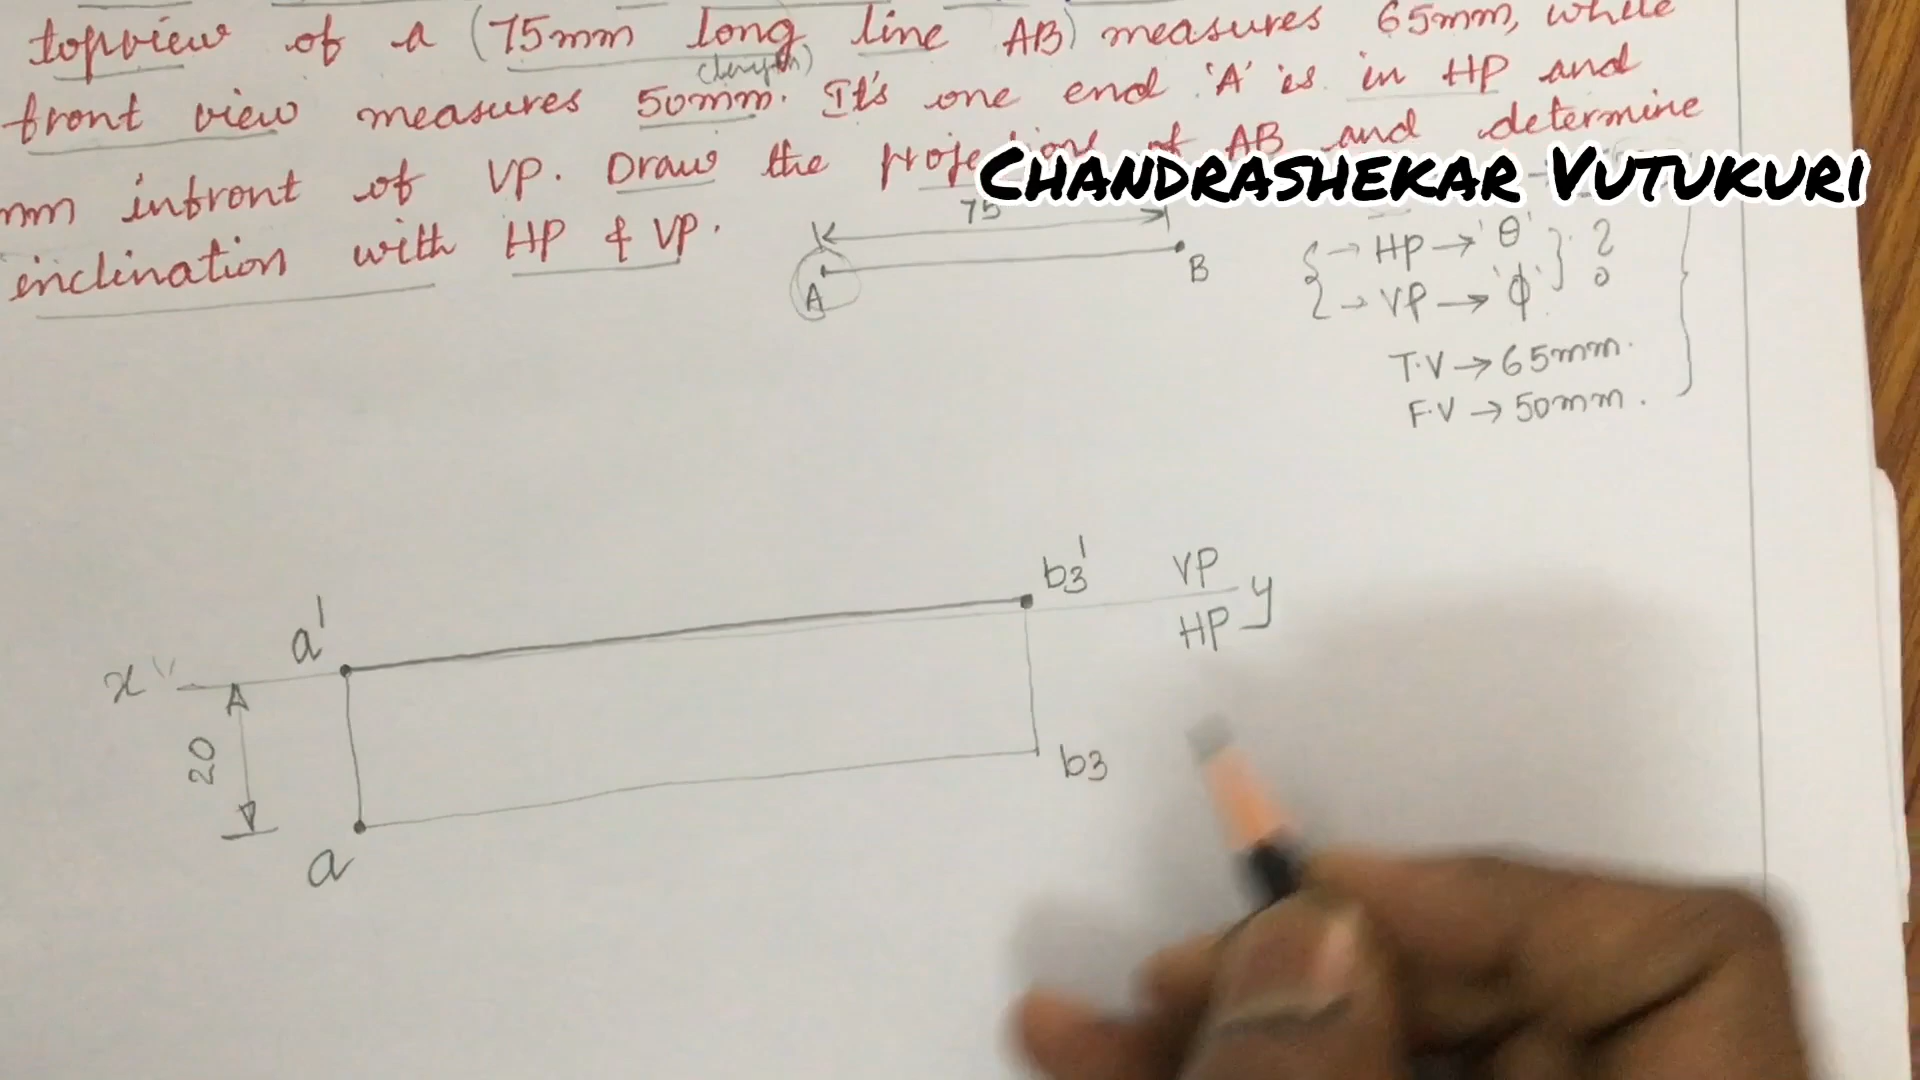 topview of a (75mm long line AB) measures 65mm, while
(length)
front view measures 50mm. It's one end 'A' is in HP and
mm infront of VP. Draw the projections of AB and determine
inclination with HP & VP.
CHANDRASHEKAR VUTUKURI
75
A B
→ HP → 'θ' ?
→ VP → 'ϕ'
T.V → 65mm.
F.V → 50mm.
b3'
VP
HP
y
a'
x
20
b3
a